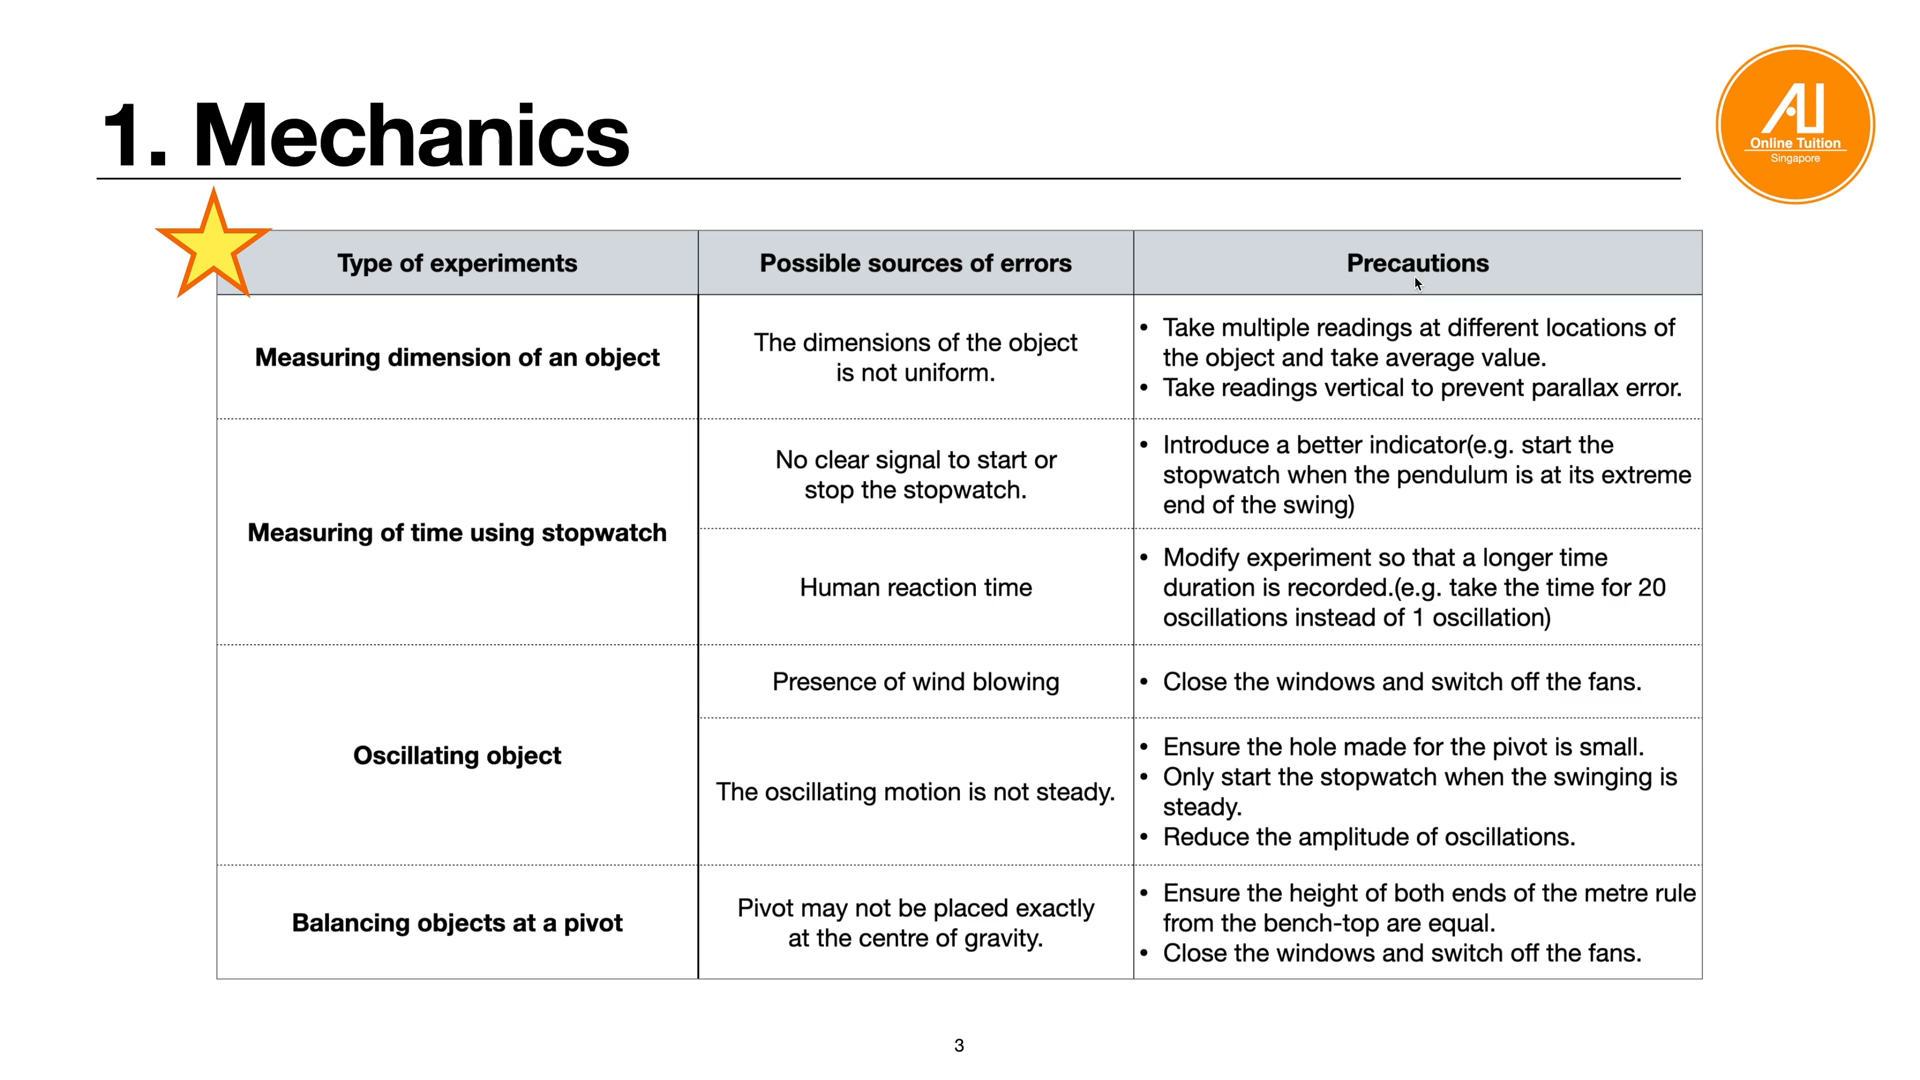 1. Mechanics
AU
Online Tuition
Singapore
Type of experiments
Possible sources of errors
Precautions
Measuring dimension of an object
The dimensions of the object
is not uniform.
• Take multiple readings at different locations of
the object and take average value.
• Take readings vertical to prevent parallax error.
Measuring of time using stopwatch
No clear signal to start or
stop the stopwatch.
• Introduce a better indicator(e.g. start the
stopwatch when the pendulum is at its extreme
end of the swing)
Human reaction time
• Modify experiment so that a longer time
duration is recorded.(e.g. take the time for 20
oscillations instead of 1 oscillation)
Oscillating object
Presence of wind blowing
• Close the windows and switch off the fans.
The oscillating motion is not steady.
• Ensure the hole made for the pivot is small.
• Only start the stopwatch when the swinging is
steady.
• Reduce the amplitude of oscillations.
Balancing objects at a pivot
Pivot may not be placed exactly
at the centre of gravity.
• Ensure the height of both ends of the metre rule
from the bench-top are equal.
• Close the windows and switch off the fans.
3